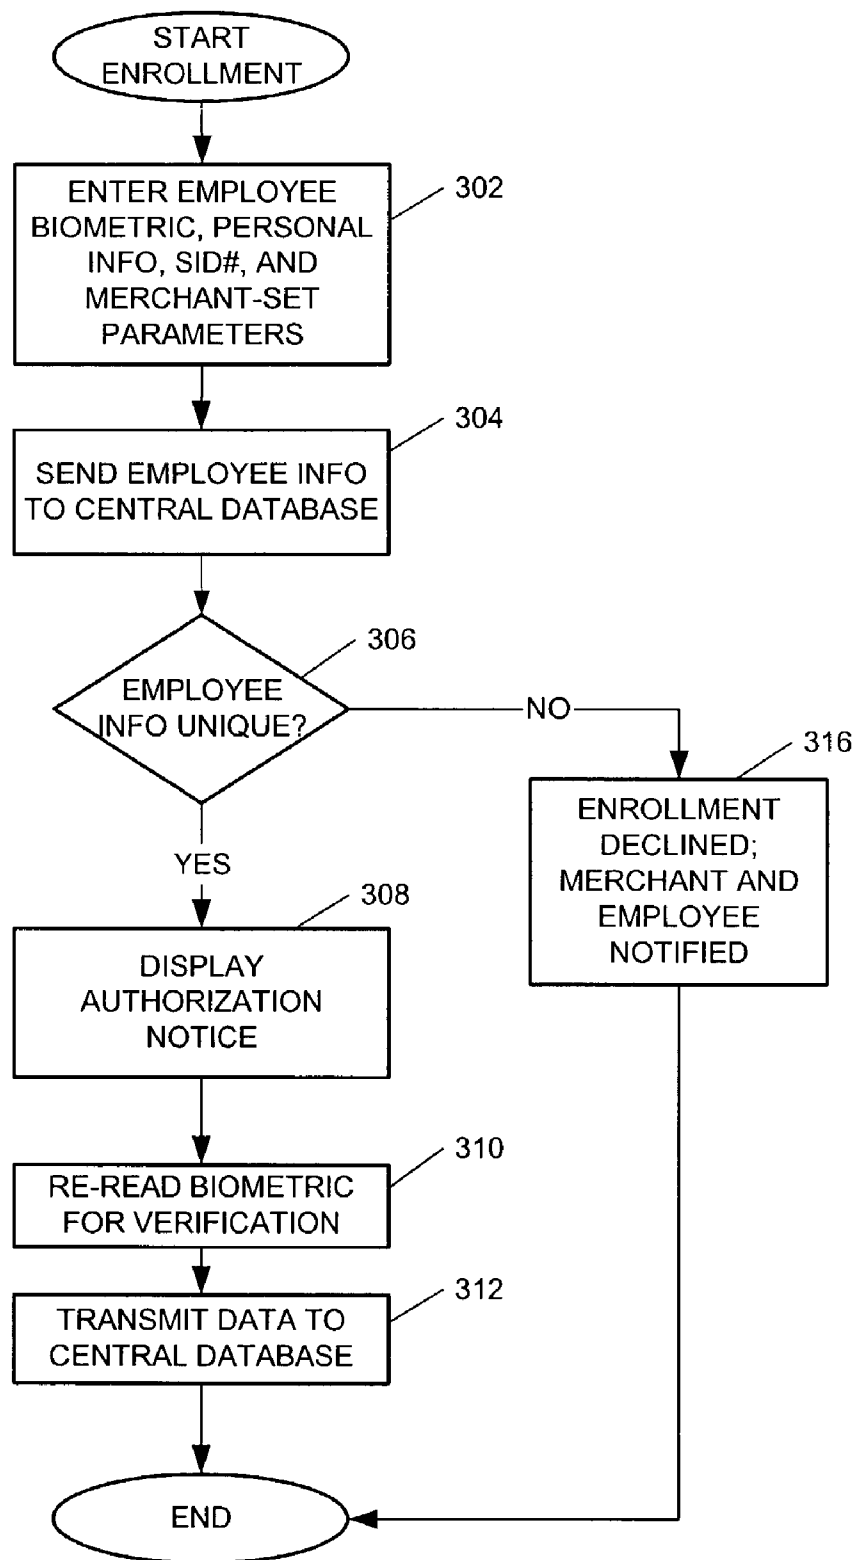 START
ENROLLMENT
ENTER EMPLOYEE
BIOMETRIC, PERSONAL
INFO, SID#, AND
MERCHANT-SET
PARAMETERS
302
SEND EMPLOYEE INFO
TO CENTRAL DATABASE
304
EMPLOYEE
INFO UNIQUE?
306
NO
316
ENROLLMENT
DECLINED;
MERCHANT AND
EMPLOYEE
NOTIFIED
YES
308
DISPLAY
AUTHORIZATION
NOTICE
310
RE-READ BIOMETRIC
FOR VERIFICATION
312
TRANSMIT DATA TO
CENTRAL DATABASE
END